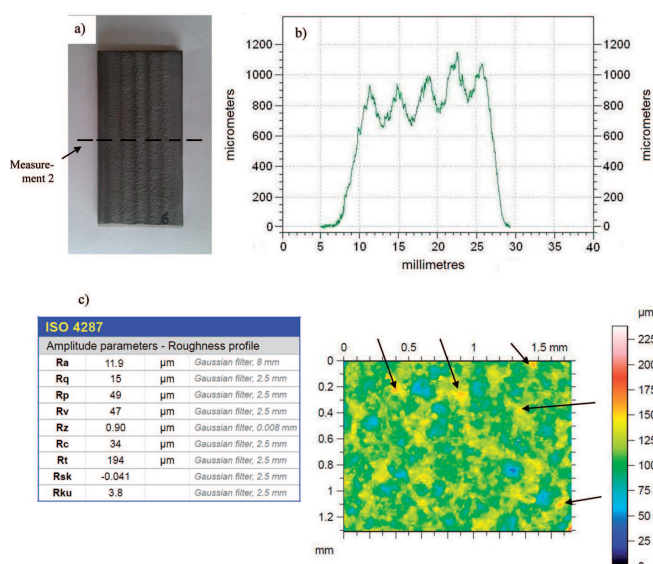 a)
Measure-
ment 2
6
b)
1200 1200
1000 1000
800 800
600 600
400 400
200 200
0 0
micrometers
micrometers
0 5 10 15 20 25 30 35 40
millimetres
c)
ISO 4287
Amplitude parameters - Roughness profile
Ra 11.9 µm Gaussian filter, 8 mm
Rq 15 µm Gaussian filter, 2.5 mm
Rp 49 µm Gaussian filter, 2.5 mm
Rv 47 µm Gaussian filter, 2.5 mm
Rz 0.90 µm Gaussian filter, 0.008 mm
Rc 34 µm Gaussian filter, 2.5 mm
Rt 194 µm Gaussian filter, 2.5 mm
Rsk -0.041 Gaussian filter, 2.5 mm
Rku 3.8 Gaussian filter, 2.5 mm
0 0.5 1 1.5 mm
0
0.2
0.4
0.6
0.8
1
1.2
mm
µm
225
200
175
150
125
100
75
50
25
0